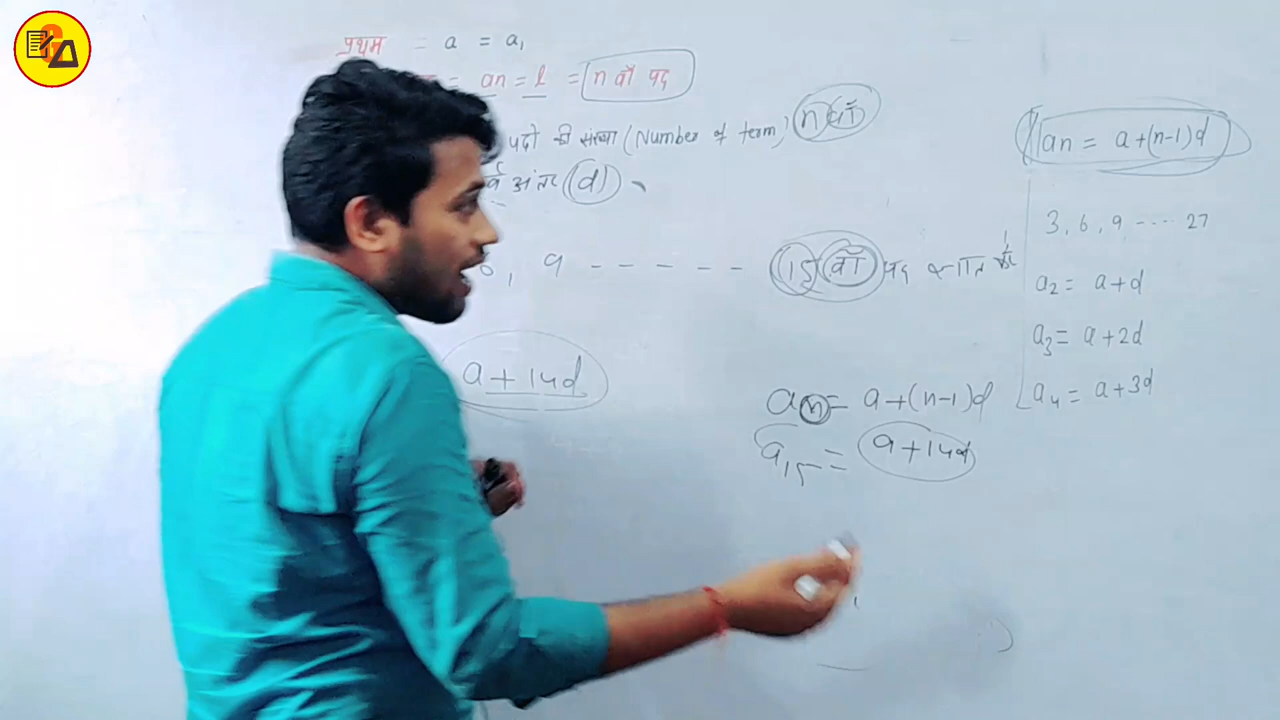 प्रथम = a = a₁
= an = l = n वाँ पद
पदों की संख्या (Number of term) n वाँ
अंतर (d)
an = a+(n-1)d
3, 6, 9 ---- 27
, 9 - - - - - - 15 वाँ पद
a₂ = a+d
a₃ = a+2d
a₄ = a+3d
a + 14d
an = a+(n-1)d
a₁₅ = a+14d